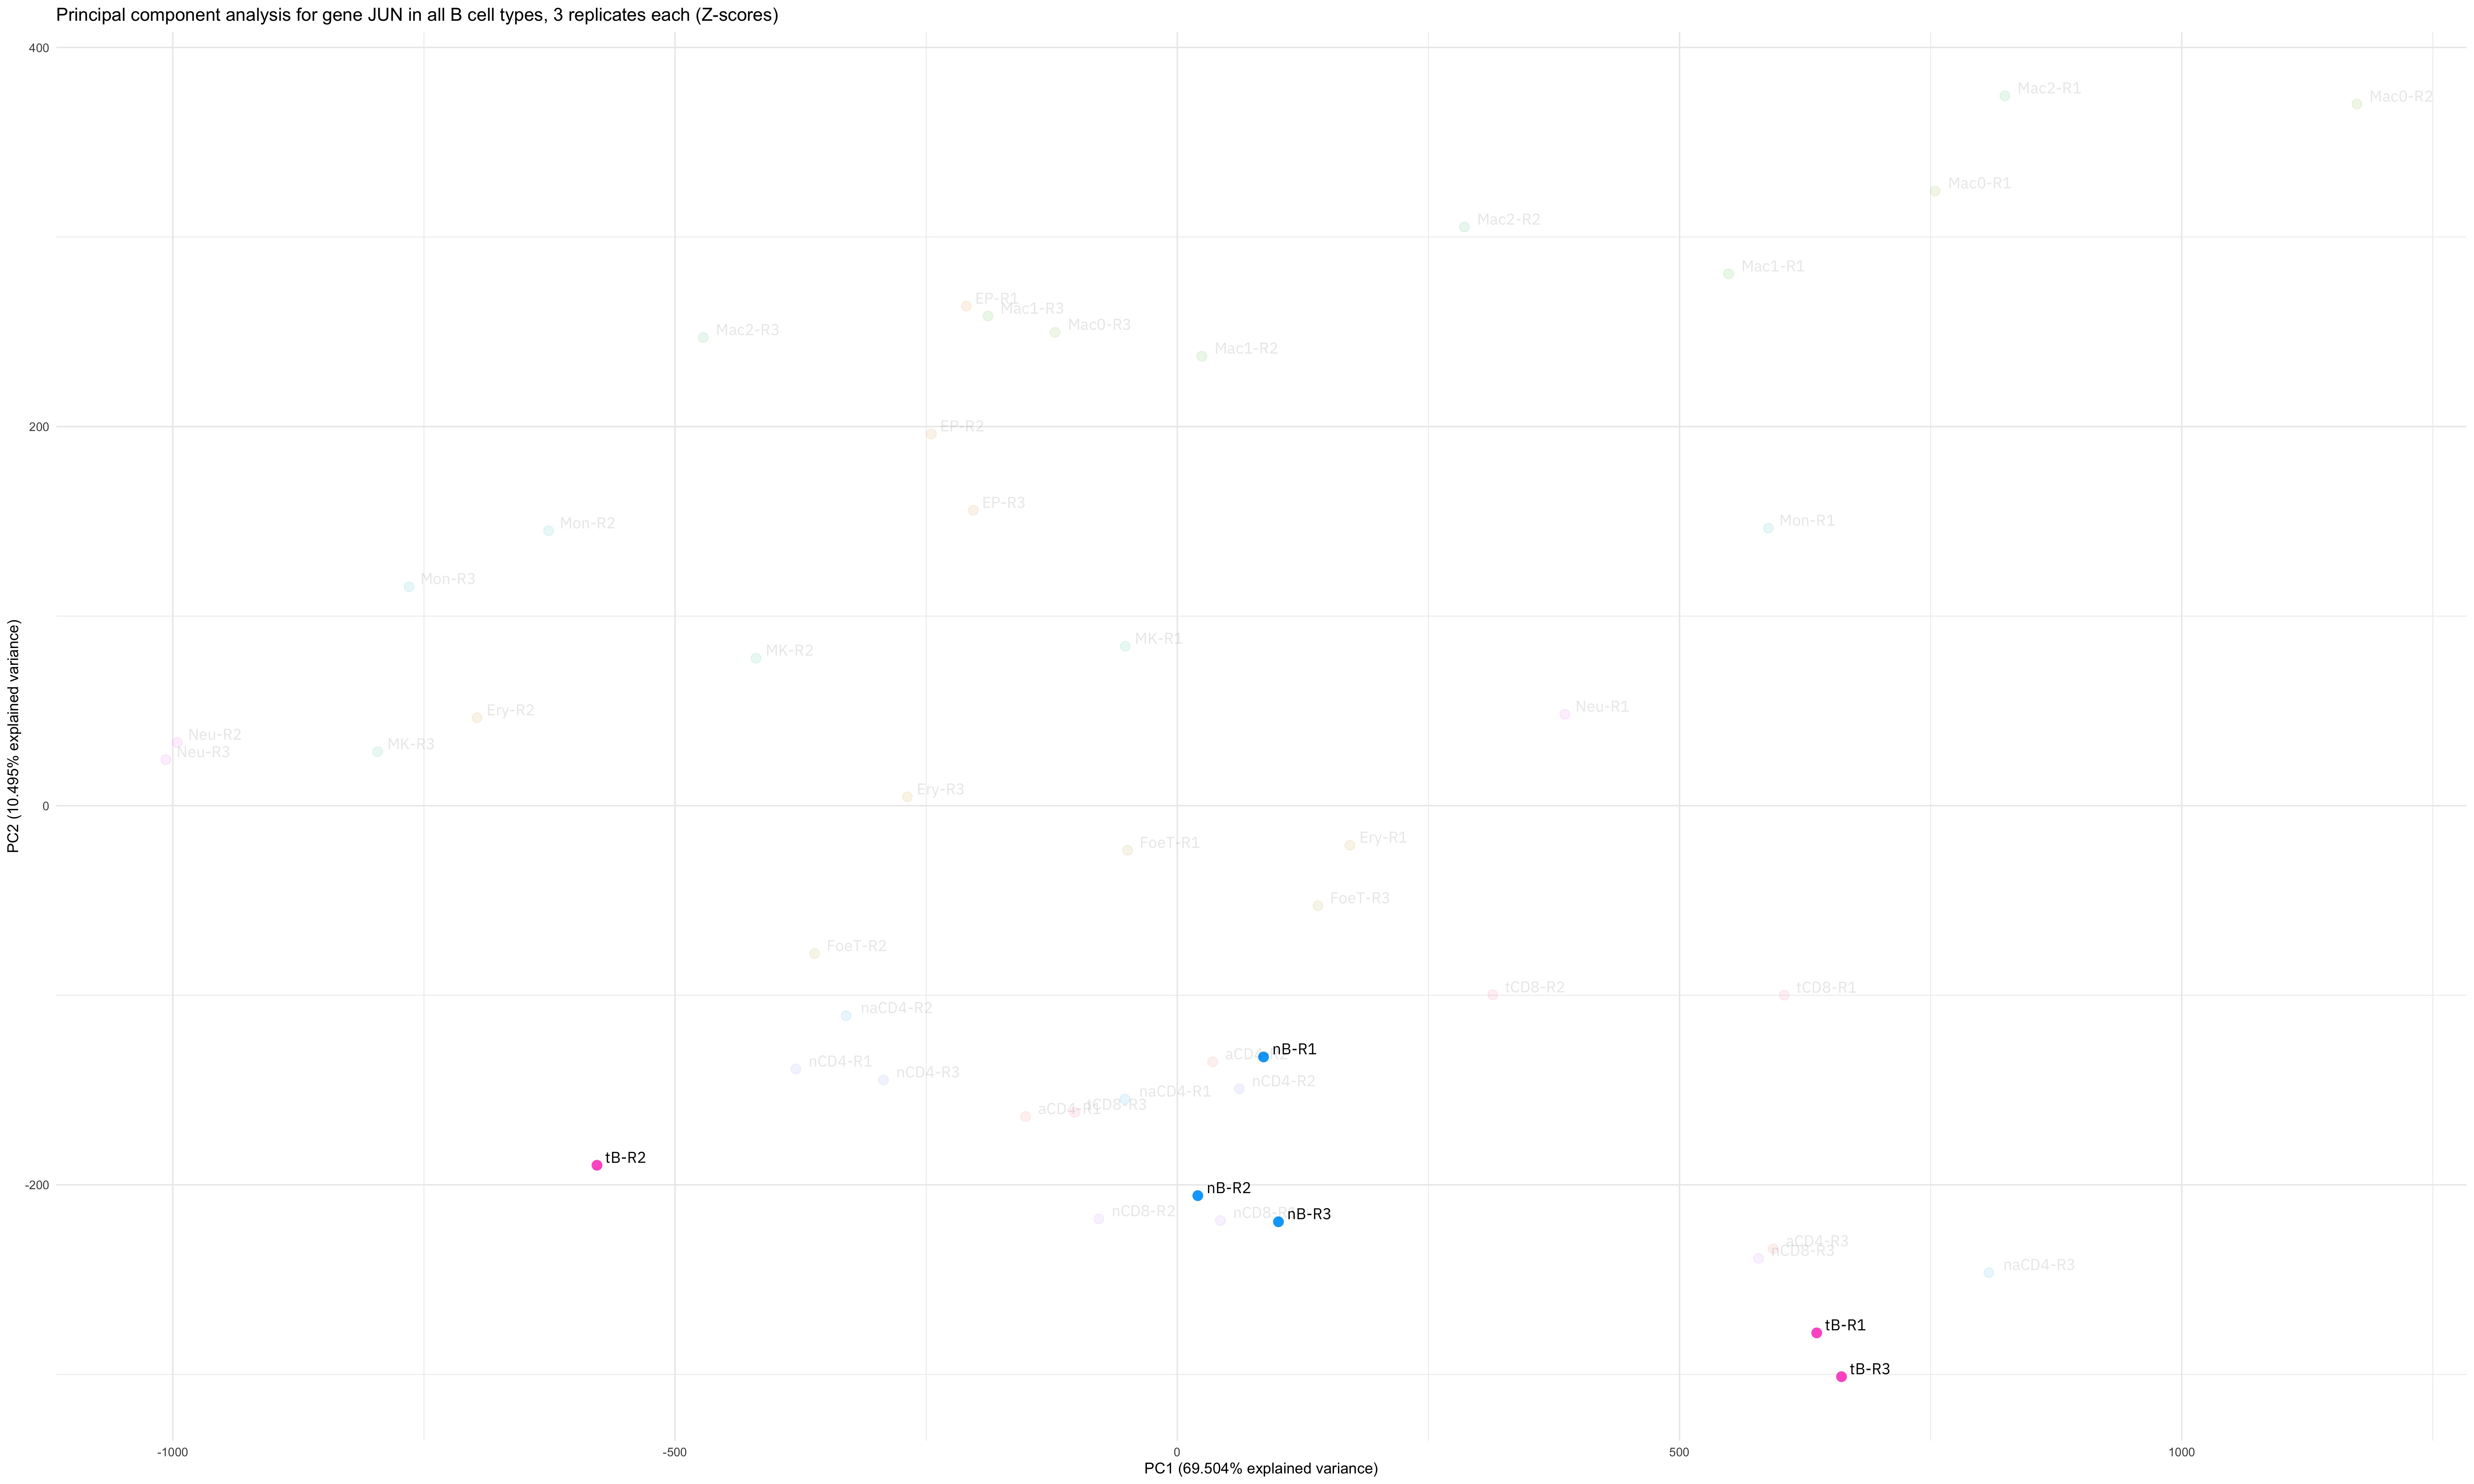 Principal component analysis for gene JUN in all B cell types, 3 replicates each (Z-scores)
400
Mac2-R1
Mac0-R2
Mac0-R1
Mac2-R2
Mac1-R1
EP-R1
Mac1-R3
Mac0-R3
Mac2-R3
Mac1-R2
200
EP-R2
EP-R3
Mon-R2
Mon-R1
Mon-R3
MK-R1
MK-R2
Neu-R1
Ery-R2
Neu-R2
MK-R3
Neu-R3
PC2 (10.495% explained variance)
Ery-R3
0
Ery-R1
FoeT-R1
FoeT-R3
FoeT-R2
tCD8-R2
tCD8-R1
naCD4-R2
nB-R1
nCD4-R1
nCD4-R3
nCD4-R2
naCD4-R1
tCD8-R3
aCD4-R1
tB-R2
-200
nB-R2
nCD8-R2
nB-R3
aCD4-R3
nCD8-R3
naCD4-R3
tB-R1
tB-R3
-1000
-500
0
500
1000
PC1 (69.504% explained variance)